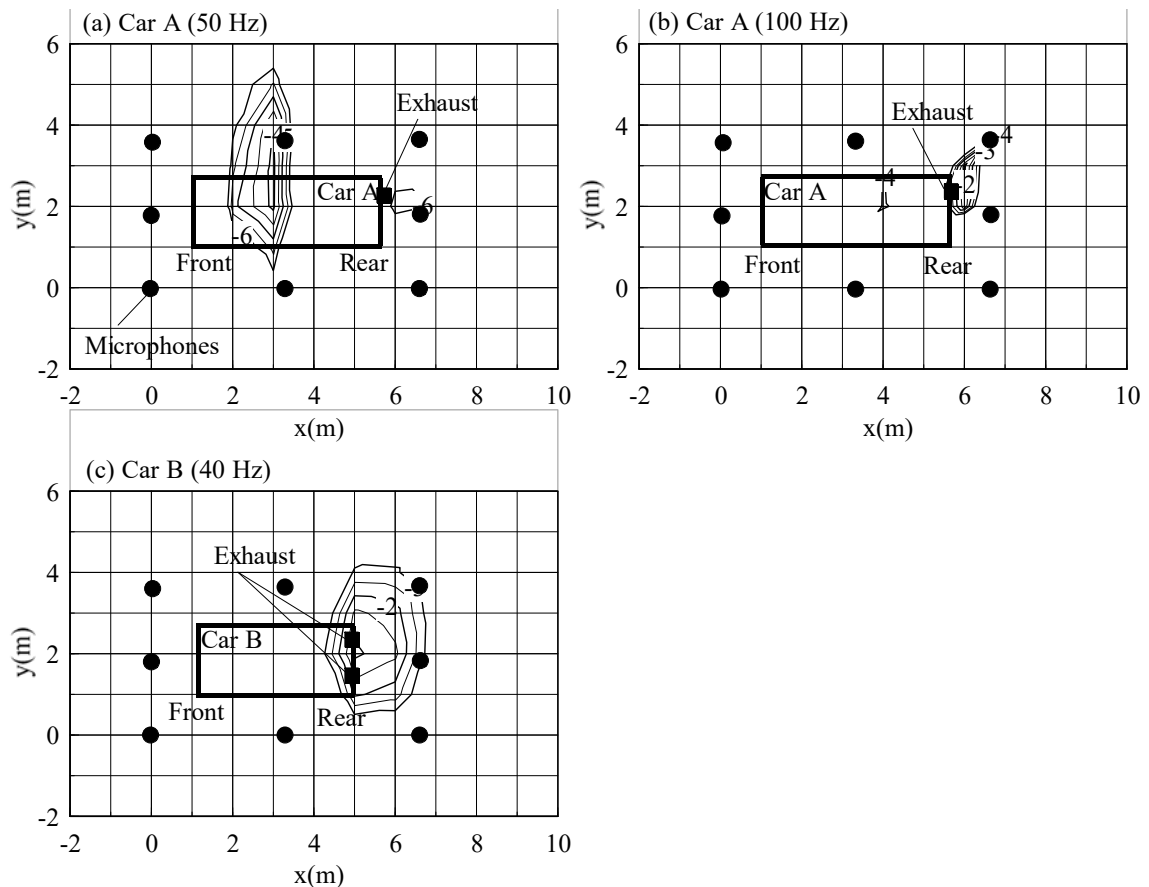 (a) Car A (50 Hz)
6
4
2
0
-2
y(m)
Exhaust
-4
-5
Car A
-6
-6
Front
Rear
Microphones
-2 0 2 4 6 8 10
x(m)
(b) Car A (100 Hz)
6
4
2
0
-2
y(m)
Exhaust
-4
-3
-4
-2
Car A
Front
Rear
-2 0 2 4 6 8 10
x(m)
(c) Car B (40 Hz)
6
4
2
0
-2
y(m)
Exhaust
-2
Car B
Front
Rear
-2 0 2 4 6 8 10
x(m)